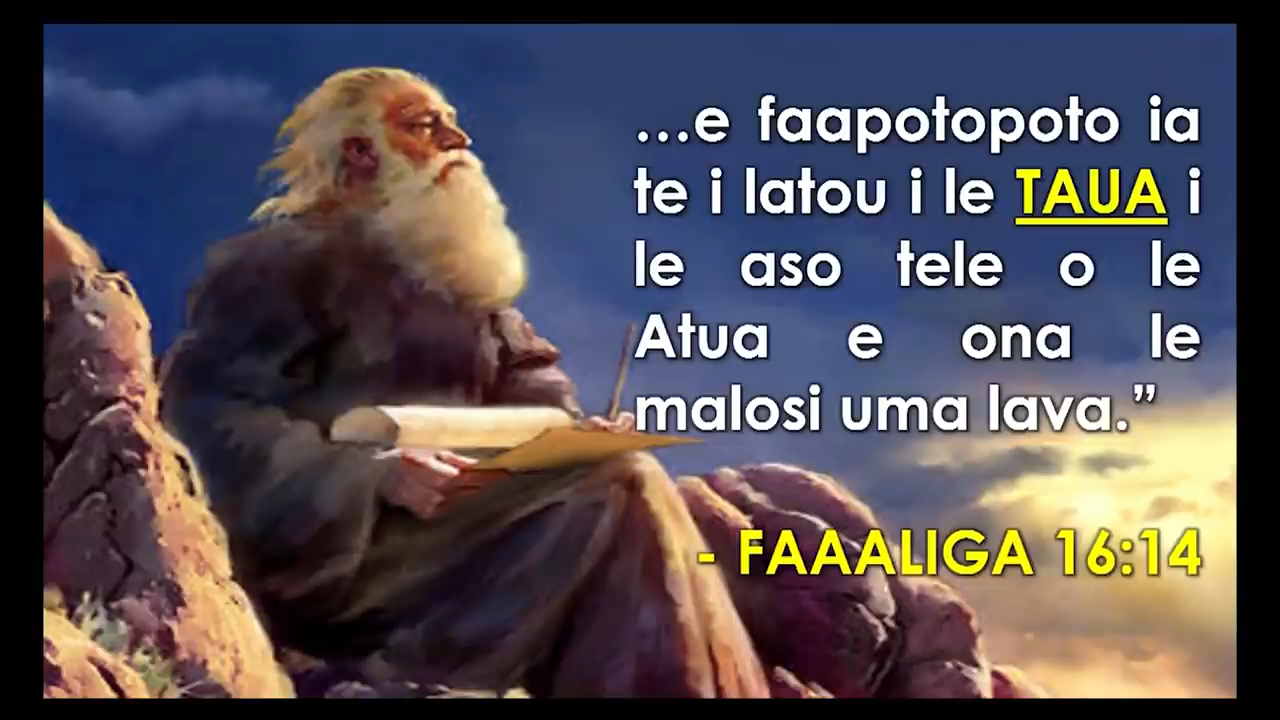 ...e faapotopoto ia
te i latou i le TAUA i
le aso tele o le
Atua e ona le
malosi uma lava.”
- FAAALIGA 16:14